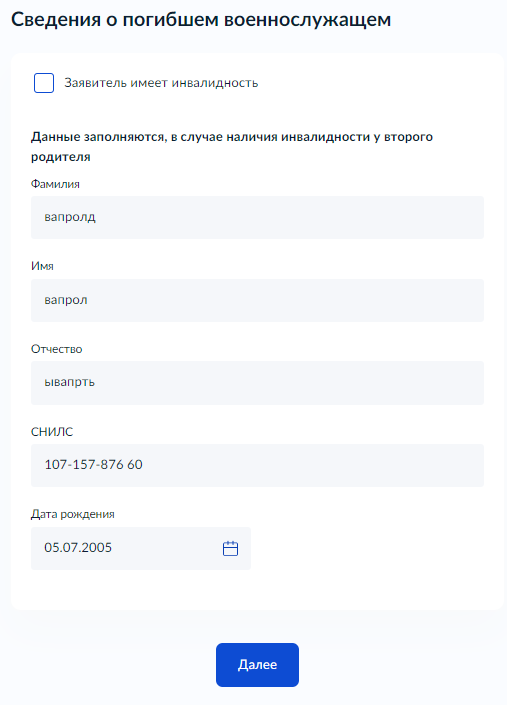 Сведения о погибшем военнослужащем
Заявитель имеет инвалидность
Данные заполняются, в случае наличия инвалидности у второго
родителя
Фамилия
вапролд
Имя
вапрол
Отчество
ывапрть
СНИЛС
107-157-876 60
Дата рождения
05.07.2005
Далее